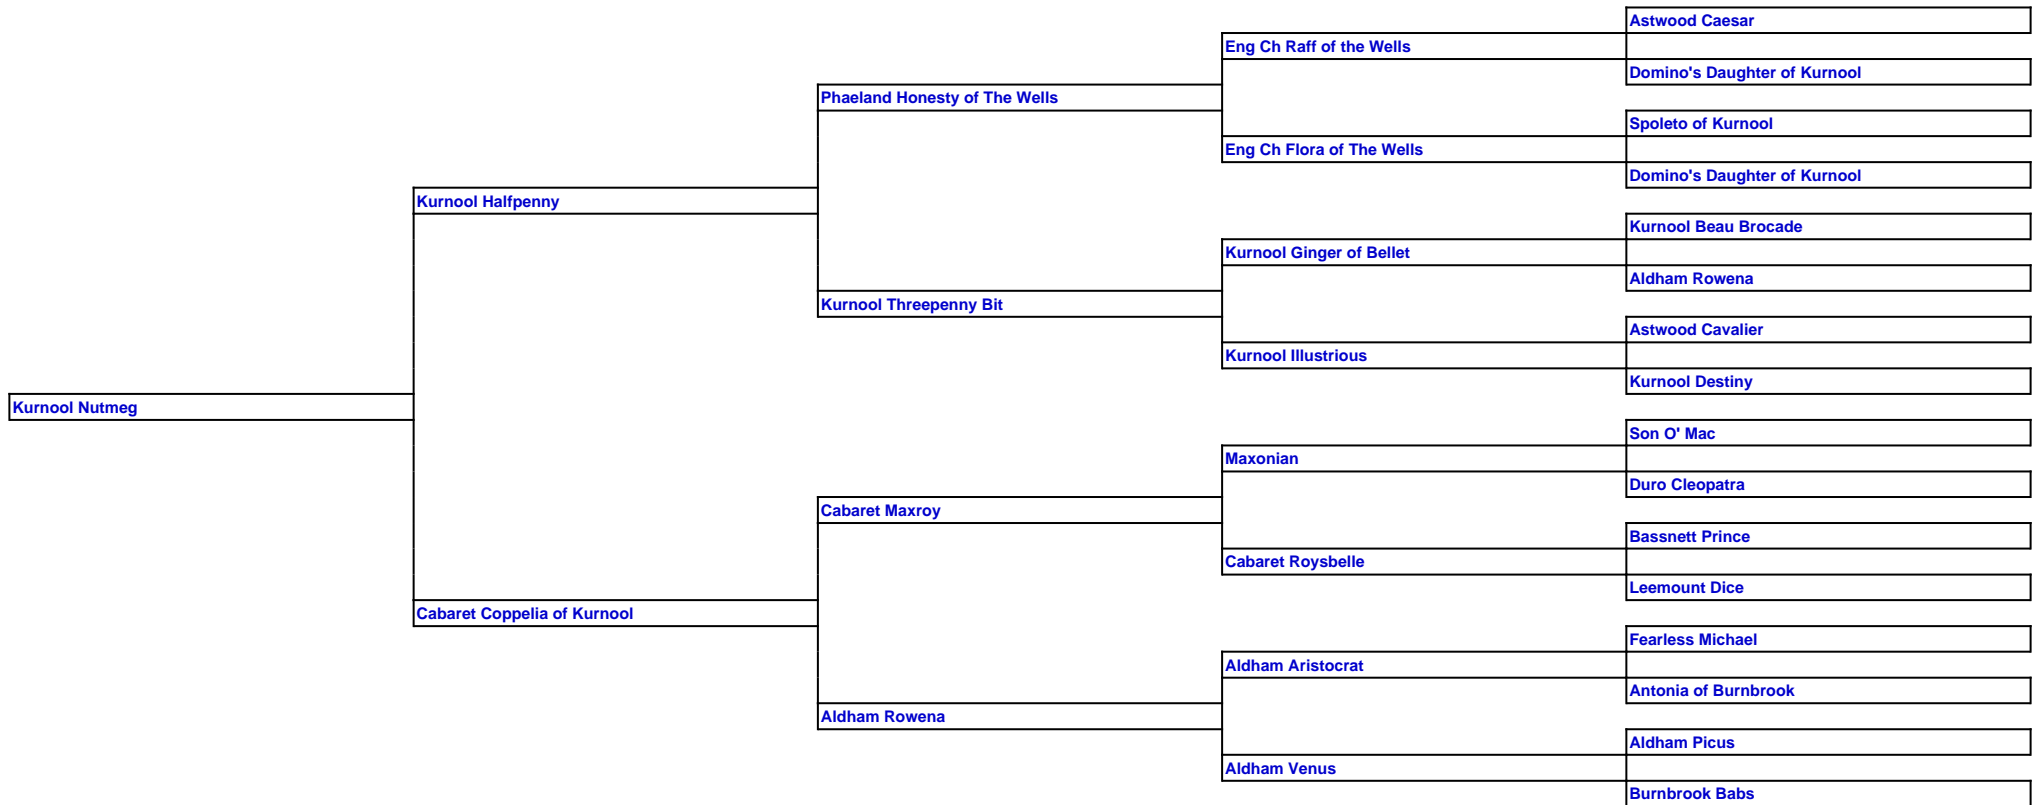 Astwood Caesar
Eng Ch Raff of the Wells
Domino's Daughter of Kurnool
Phaeland Honesty of The Wells
Spoleto of Kurnool
Eng Ch Flora of The Wells
Domino's Daughter of Kurnool
Kurnool Halfpenny
Kurnool Beau Brocade
Kurnool Ginger of Bellet
Aldham Rowena
Kurnool Threepenny Bit
Astwood Cavalier
Kurnool Illustrious
Kurnool Destiny
Kurnool Nutmeg
Son O' Mac
Maxonian
Duro Cleopatra
Cabaret Maxroy
Bassnett Prince
Cabaret Roysbelle
Leemount Dice
Cabaret Coppelia of Kurnool
Fearless Michael
Aldham Aristocrat
Antonia of Burnbrook
Aldham Rowena
Aldham Picus
Aldham Venus
Burnbrook Babs